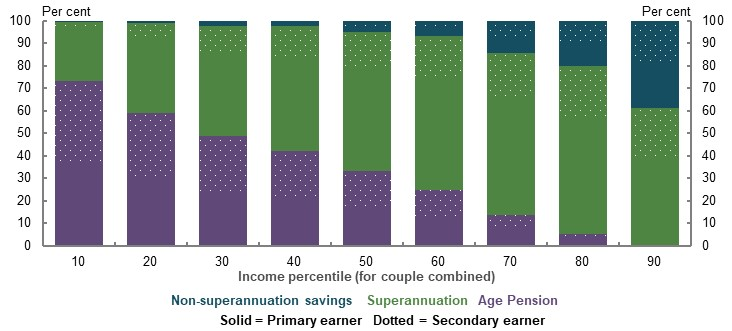 Per cent Per cent
100 100
90 90
80 80
70 70
60 60
50 50
40 40
30 30
20 20
10 10
0 0
10 20 30 40 50 60 70 80 90
Income percentile (for couple combined)
Non-superannuation savings Superannuation Age Pension
Solid = Primary earner Dotted = Secondary earner